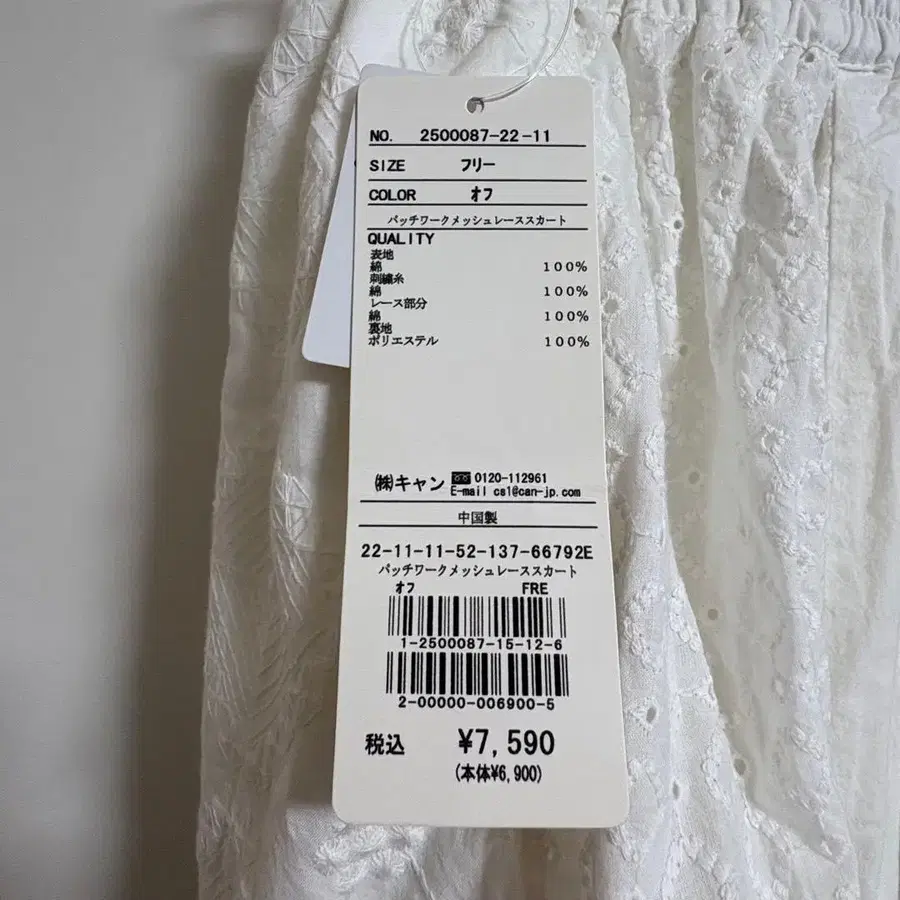 NO. 2500087-22-11
SIZE フリー
COLOR オフ
パッチワークメッシュレーススカート
QUALITY
表地
綿 100%
刺繍糸
綿 100%
レース部分
綿 100%
裏地
ポリエステル 100%
㈱キャン 0120-112961
E-mail cs1@can-jp.com
中国製
22-11-11-52-137-66792E
パッチワークメッシュレーススカート
オフ FRE
1-2500087-15-12-6
2-00000-006900-5
税込 ¥7,590
(本体¥6,900)